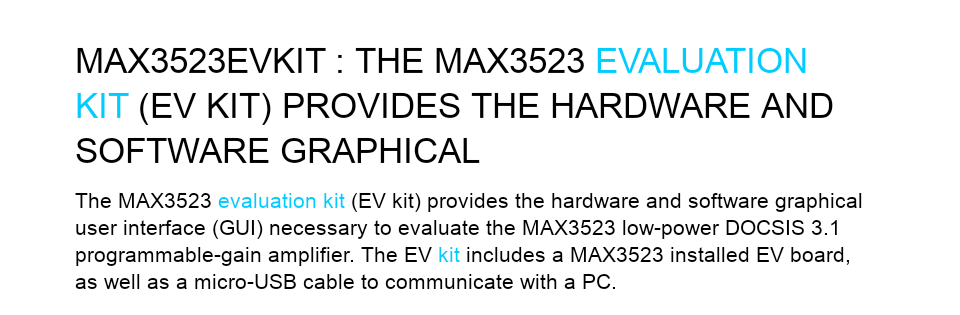 MAX3523EVKIT : THE MAX3523 EVALUATION
KIT (EV KIT) PROVIDES THE HARDWARE AND
SOFTWARE GRAPHICAL
The MAX3523 evaluation kit (EV kit) provides the hardware and software graphical
user interface (GUI) necessary to evaluate the MAX3523 low-power DOCSIS 3.1
programmable-gain amplifier. The EV kit includes a MAX3523 installed EV board,
as well as a micro-USB cable to communicate with a PC.